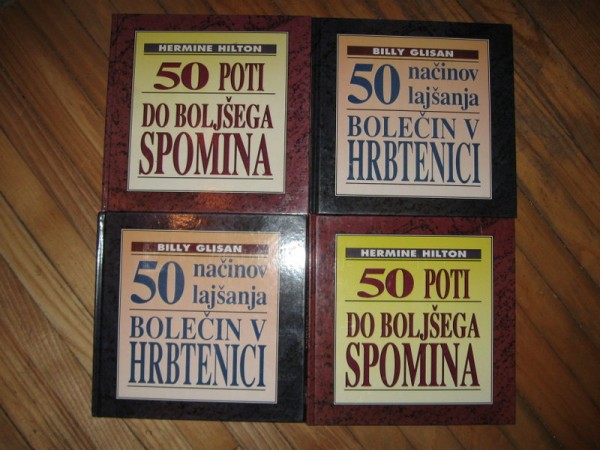 HERMINE HILTON
50 POTI
DO BOLJŠEGA
SPOMINA
BILLY GLISAN
50 načinov
lajšanja
BOLEČIN V
HRBTENICI
BILLY GLISAN
50 načinov
lajšanja
BOLEČIN V
HRBTENICI
HERMINE HILTON
50 POTI
DO BOLJŠEGA
SPOMINA